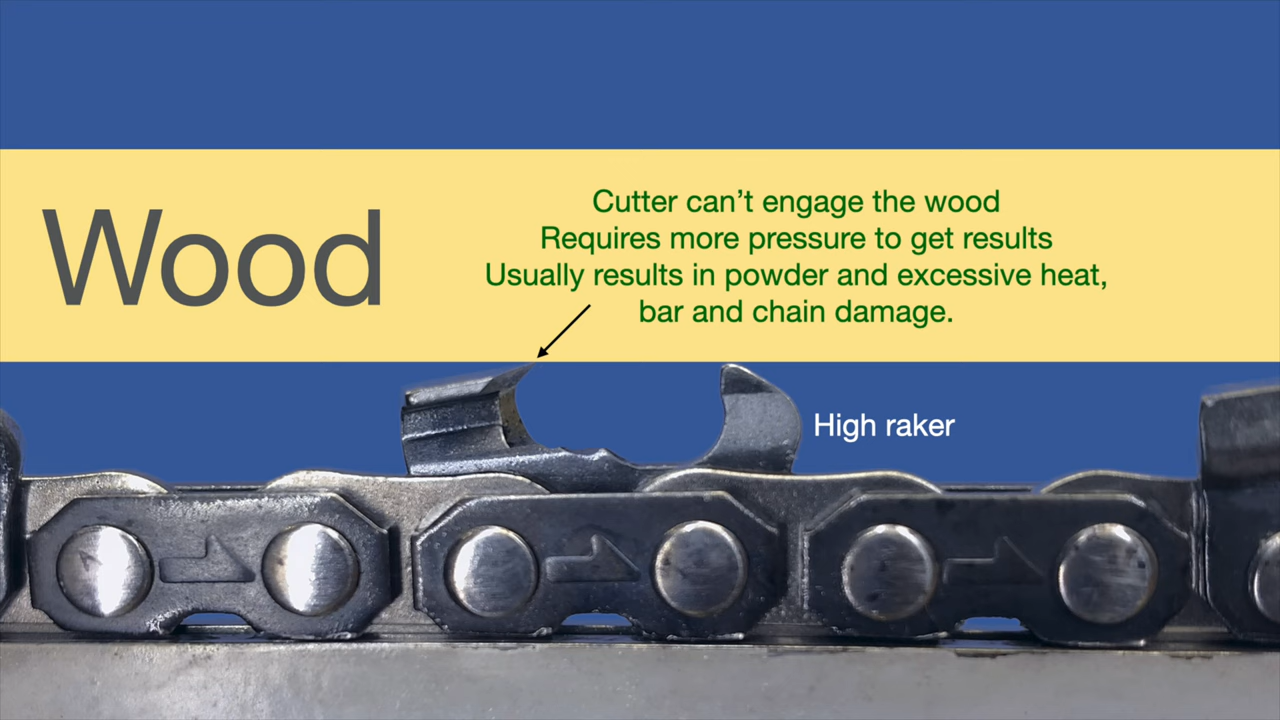 Wood
Cutter can’t engage the wood
Requires more pressure to get results
Usually results in powder and excessive heat,
bar and chain damage.
High raker